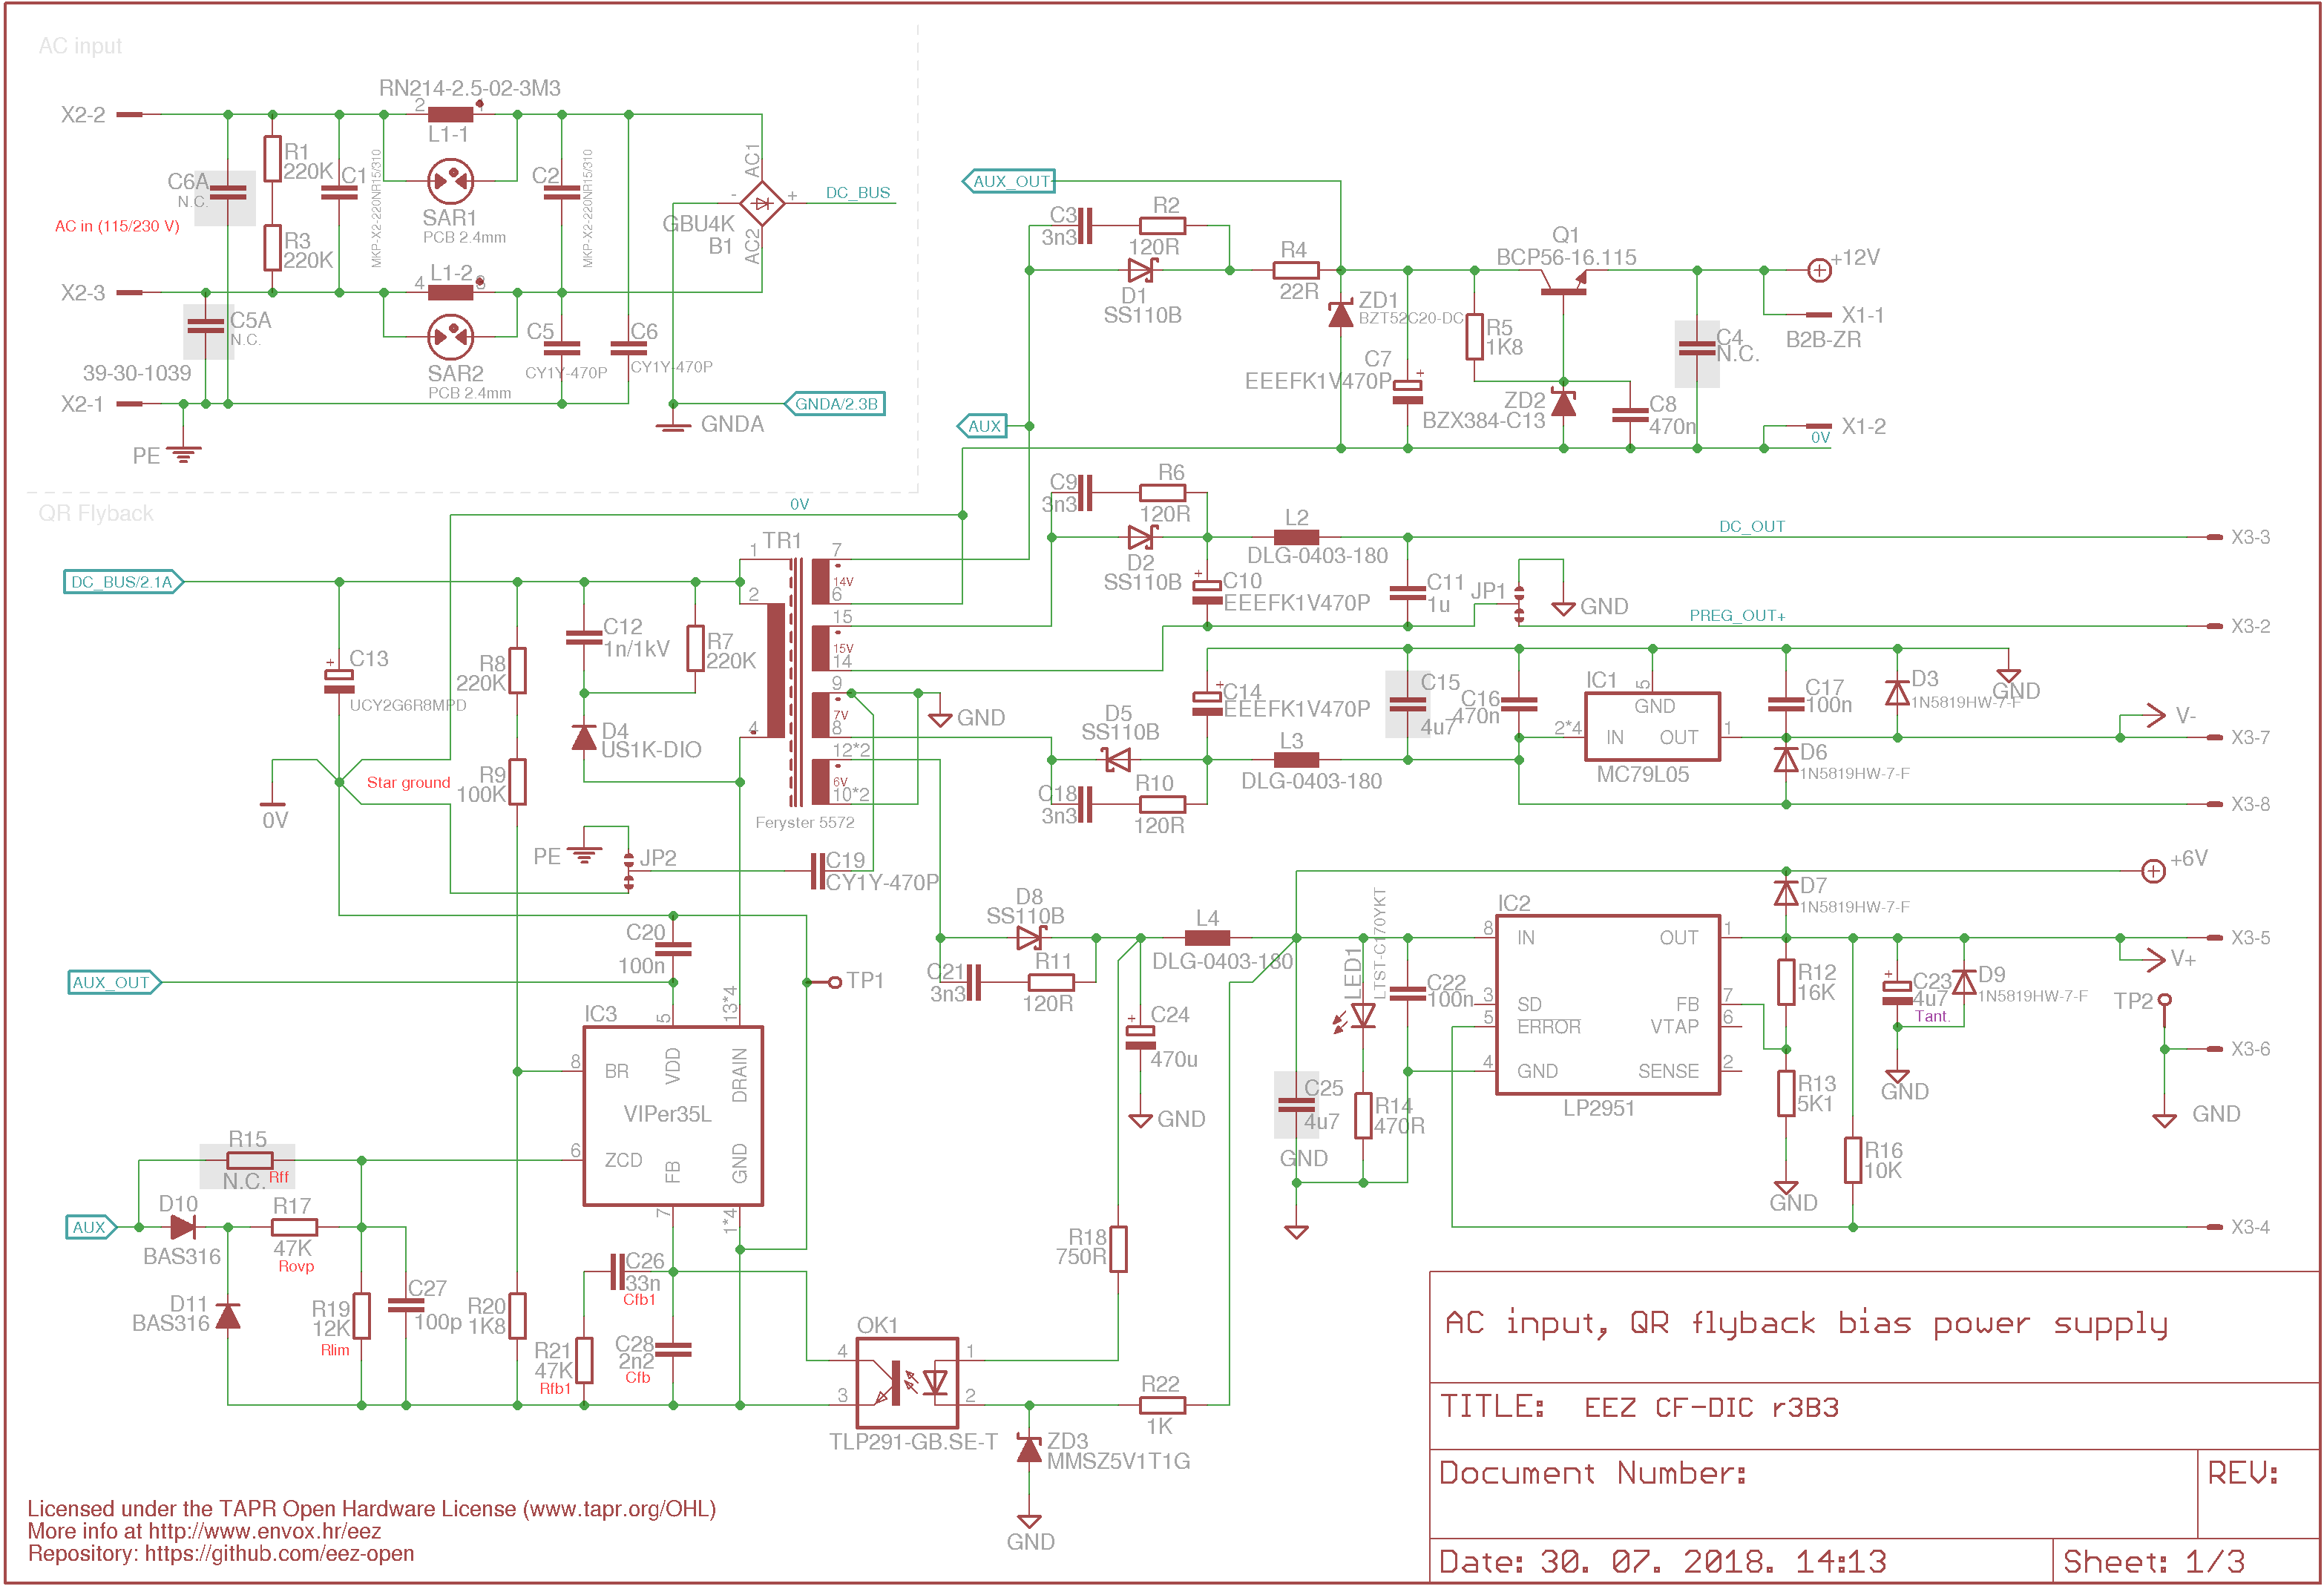 AC input
RN214-2.5-02-3M3
X2-2
2
L1-1
R1
220K
C1
MKP-X2-220NR15/310
C6A
N.C.
SAR1
PCB 2.4mm
C2
MKP-X2-220NR15/310
AC1
-
+
DC_BUS
GBU4K
B1
AC2
AC in (115/230 V)
R3
220K
L1-2
4
X2-3
C5A
N.C.
SAR2
PCB 2.4mm
C5
CY1Y-470P
C6
CY1Y-470P
39-30-1039
X2-1
PE
GNDA/2.3B
GNDA
AUX_OUT
C3
3n3
R2
120R
D1
SS110B
R4
22R
ZD1
BZT52C20-DC
C7
+
EEEFK1V470P
R5
1K8
Q1
BCP56-16.115
ZD2
BZX384-C13
C8
470n
C4
N.C.
+12V
X1-1
B2B-ZR
X1-2
0V
AUX
QR Flyback
0V
DC_BUS/2.1A
C13
+
UCY2G6R8MPD
R8
220K
C12
1n/1kV
R7
220K
D4
US1K-DIO
R9
100K
Star ground
0V
TR1
1
2
4
7
14V
6
15
15V
14
9
7V
8
12*2
6V
10*2
Feryster 5572
GND
PE
JP2
C19
CY1Y-470P
C9
3n3
R6
120R
D2
SS110B
L2
DLG-0403-180
C10
+
EEEFK1V470P
C11
1u
JP1
GND
DC_OUT
X3-3
PREG_OUT+
X3-2
C14
+
EEEFK1V470P
C15
4u7
C16
470n
IC1
5
GND
2*4
IN
OUT
1
MC79L05
C17
100n
D3
1N5819HW-7-F
GND
V-
X3-7
D6
1N5819HW-7-F
X3-8
D5
SS110B
L3
DLG-0403-180
C18
3n3
R10
120R
C20
100n
AUX_OUT
TP1
IC3
5
13*4
8
BR
VDD
DRAIN
VIPer35L
6
ZCD
FB
GND
7
1*4
R15
N.C.
Rff
AUX
D10
BAS316
R17
47K
Rovp
D11
BAS316
R19
12K
Rlim
C27
100p
R20
1K8
C26
33n
Cfb1
R21
47K
Rfb1
C28
2n2
Cfb
OK1
4
3
1
2
TLP291-GB.SE-T
D8
SS110B
C21
3n3
R11
120R
L4
DLG-0403-180
C24
+
470u
GND
R18
750R
R22
1K
ZD3
MMSZ5V1T1G
GND
LED1
LTST-C170YKT
C22
100n
C25
4u7
GND
R14
470R
IC2
8
IN
OUT
1
3
SD
FB
7
5
ERROR
VTAP
6
4
GND
SENSE
2
LP2951
+6V
D7
1N5819HW-7-F
X3-5
V+
R12
16K
C23
+
4u7
Tant.
D9
1N5819HW-7-F
TP2
X3-6
GND
GND
R13
5K1
GND
R16
10K
X3-4
AC input, QR flyback bias power supply
TITLE: EEZ CF-DIC r3B3
Document Number:
REV:
Date: 30. 07. 2018. 14:13
Sheet: 1/3
Licensed under the TAPR Open Hardware License (www.tapr.org/OHL)
More info at http://www.envox.hr/eez
Repository: https://github.com/eez-open